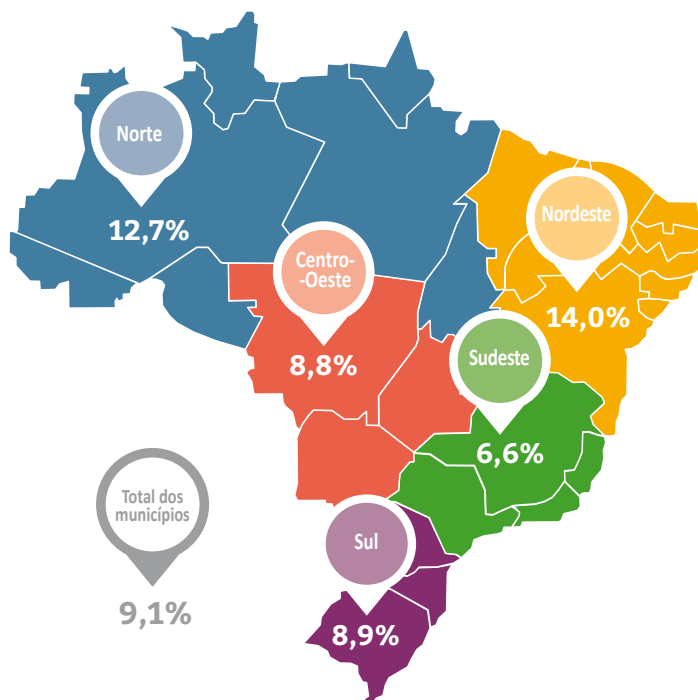 Norte
12,7%
Nordeste
14,0%
Centro-
-Oeste
8,8%
Sudeste
6,6%
Total dos
municípios
9,1%
Sul
8,9%